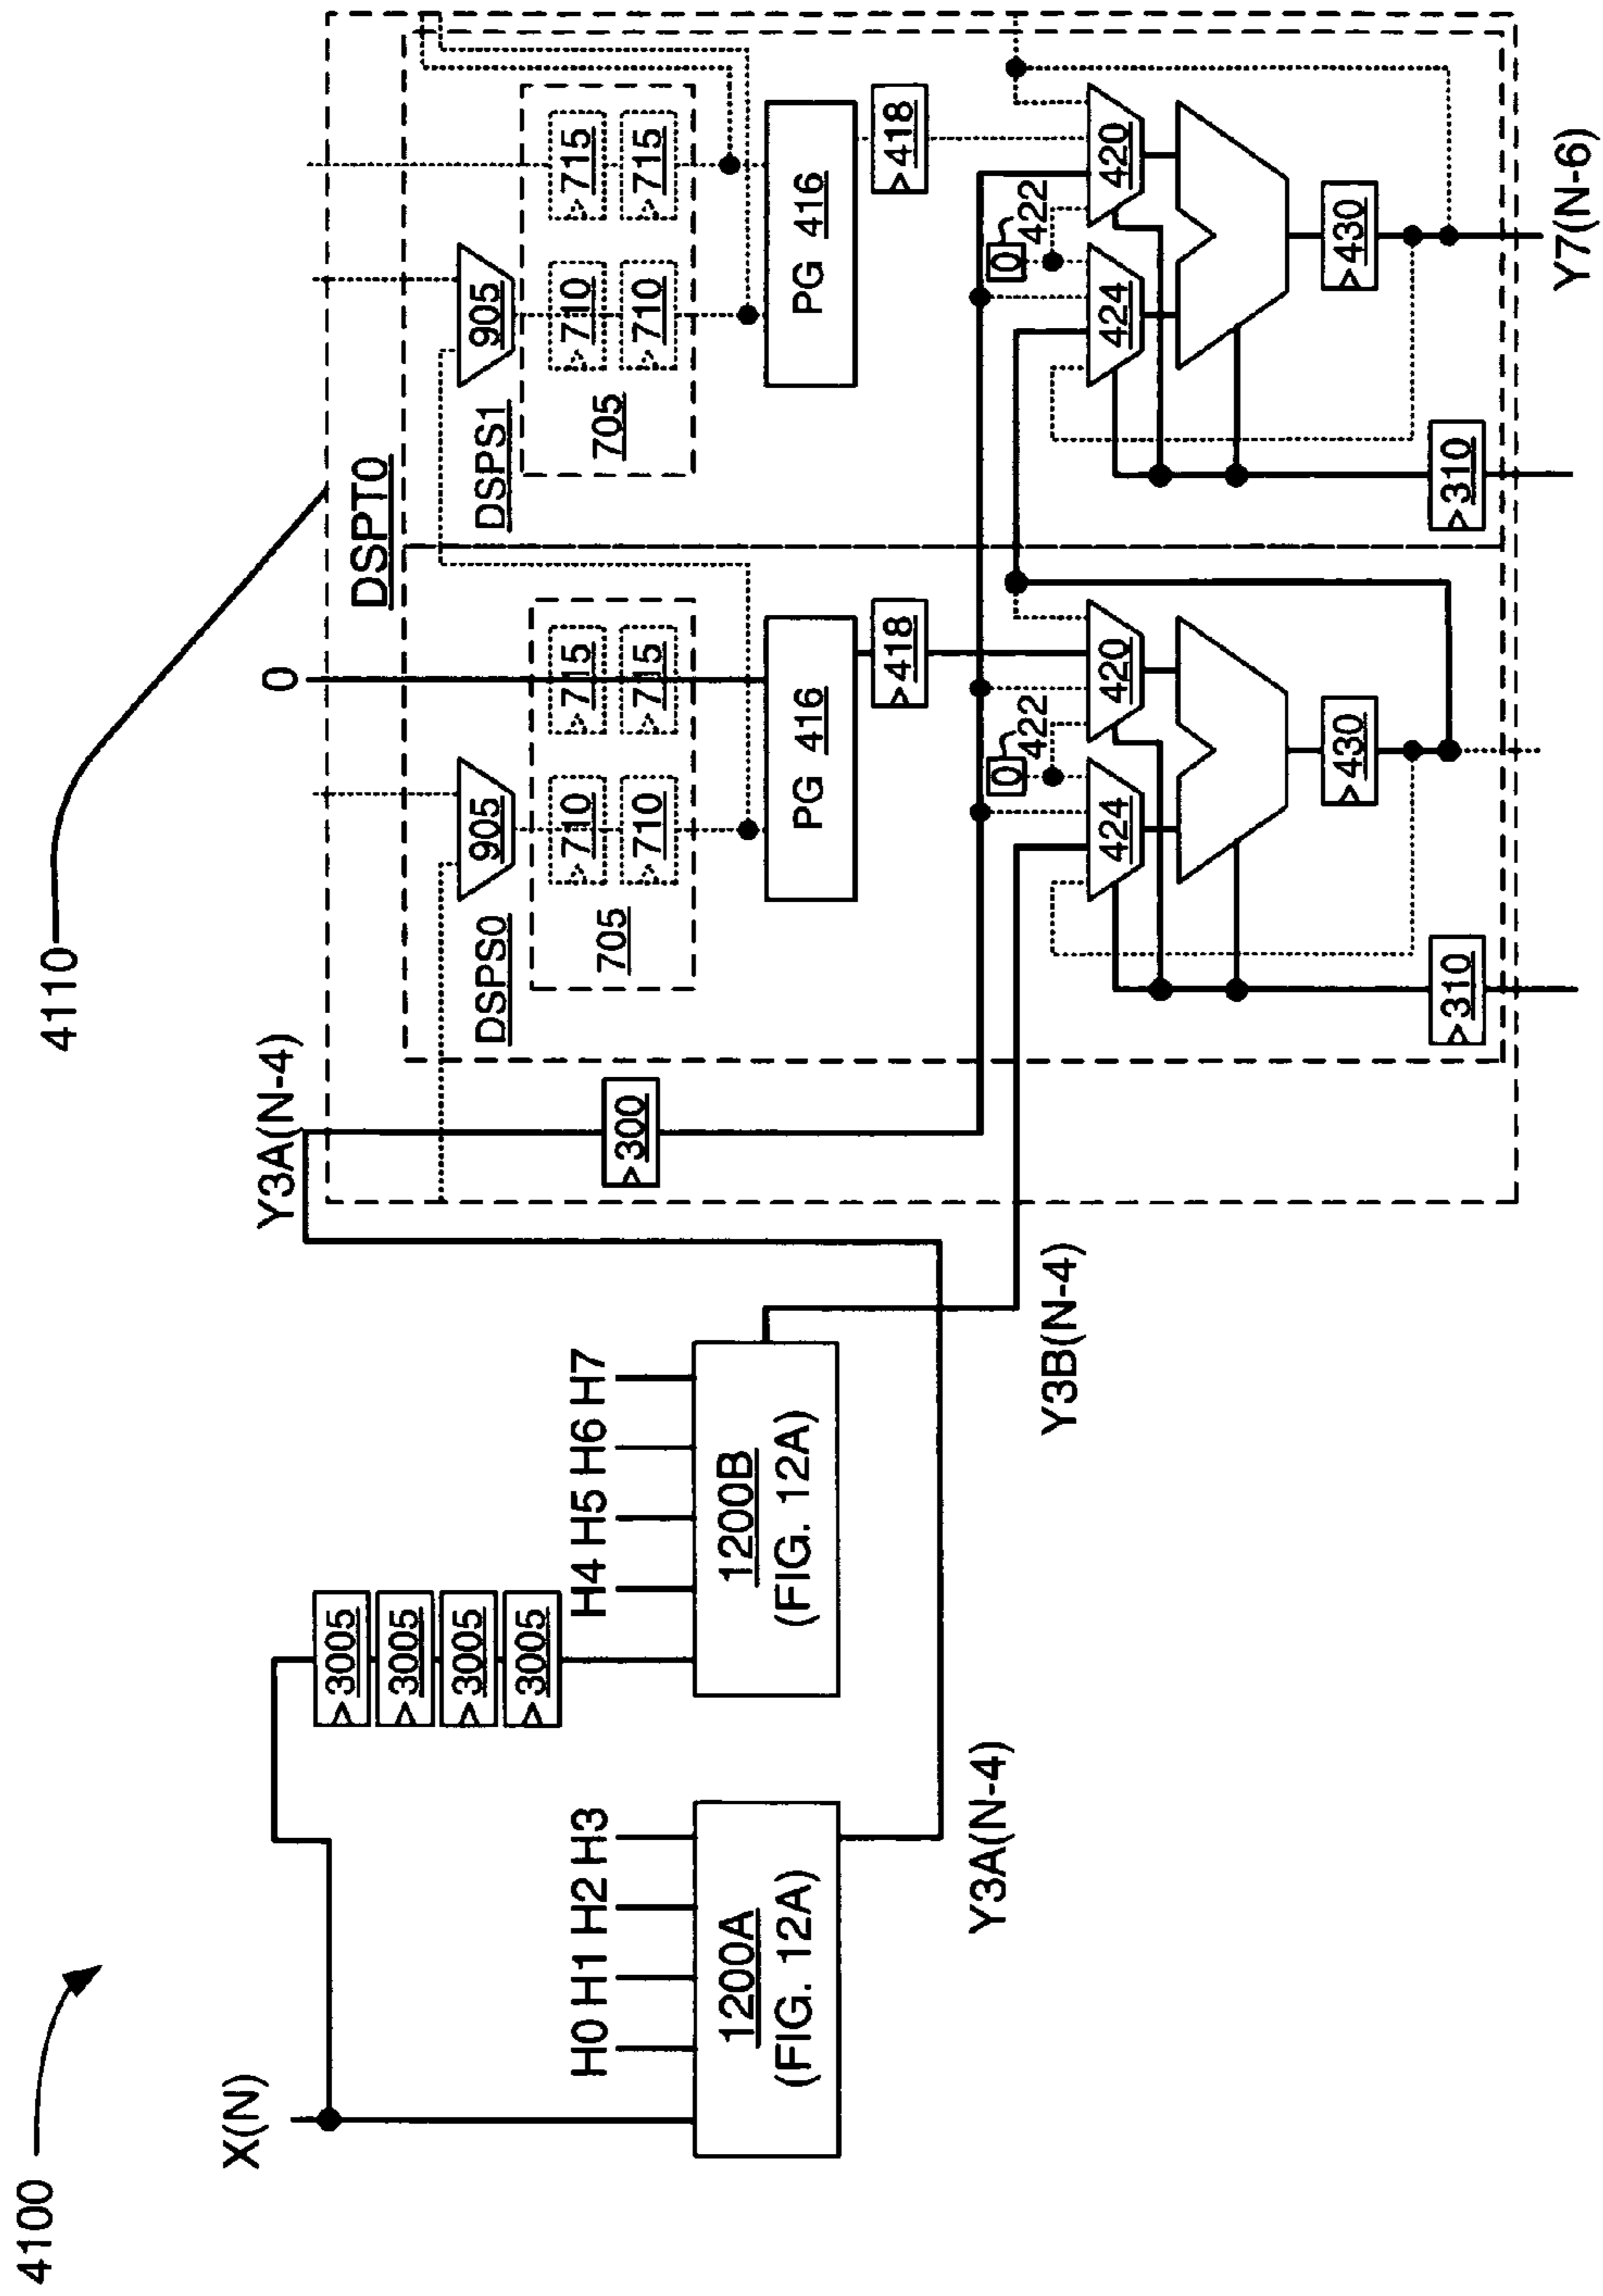 4100
4110
X(N)
H0 H1 H2 H3
1200A
(FIG. 12A)
Y3A(N-4)
>3005
>3005
>3005
>3005
H4 H5 H6 H7
1200B
(FIG. 12A)
Y3B(N-4)
Y3A(N-4)
>300
DSPT0
0
DSPS0
905
705
>710
>715
>710
>715
PG 416
>418
0
422
424
420
>430
>310
DSPS1
905
705
>710
>715
>710
>715
PG 416
>418
0
422
424
420
>430
>310
Y7(N-6)